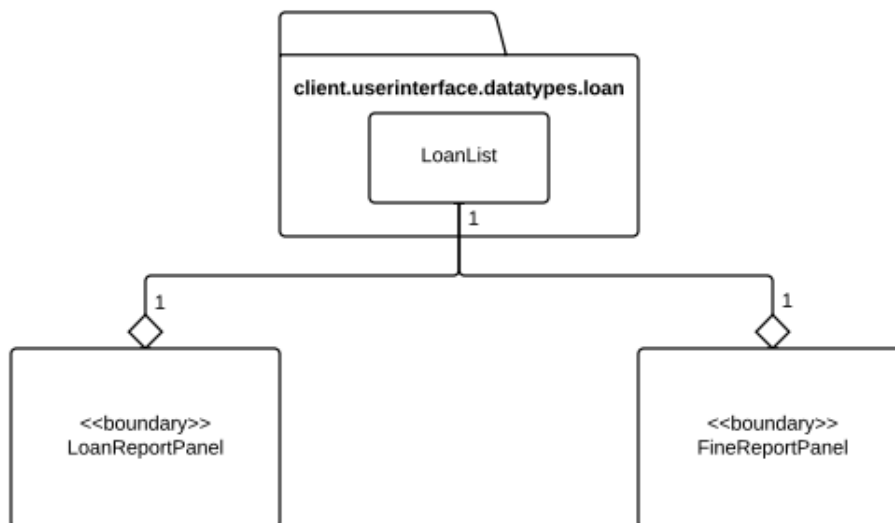 client.userinterface.datatypes.loan
LoanList
1
1
1
<<boundary>>
LoanReportPanel
<<boundary>>
FineReportPanel